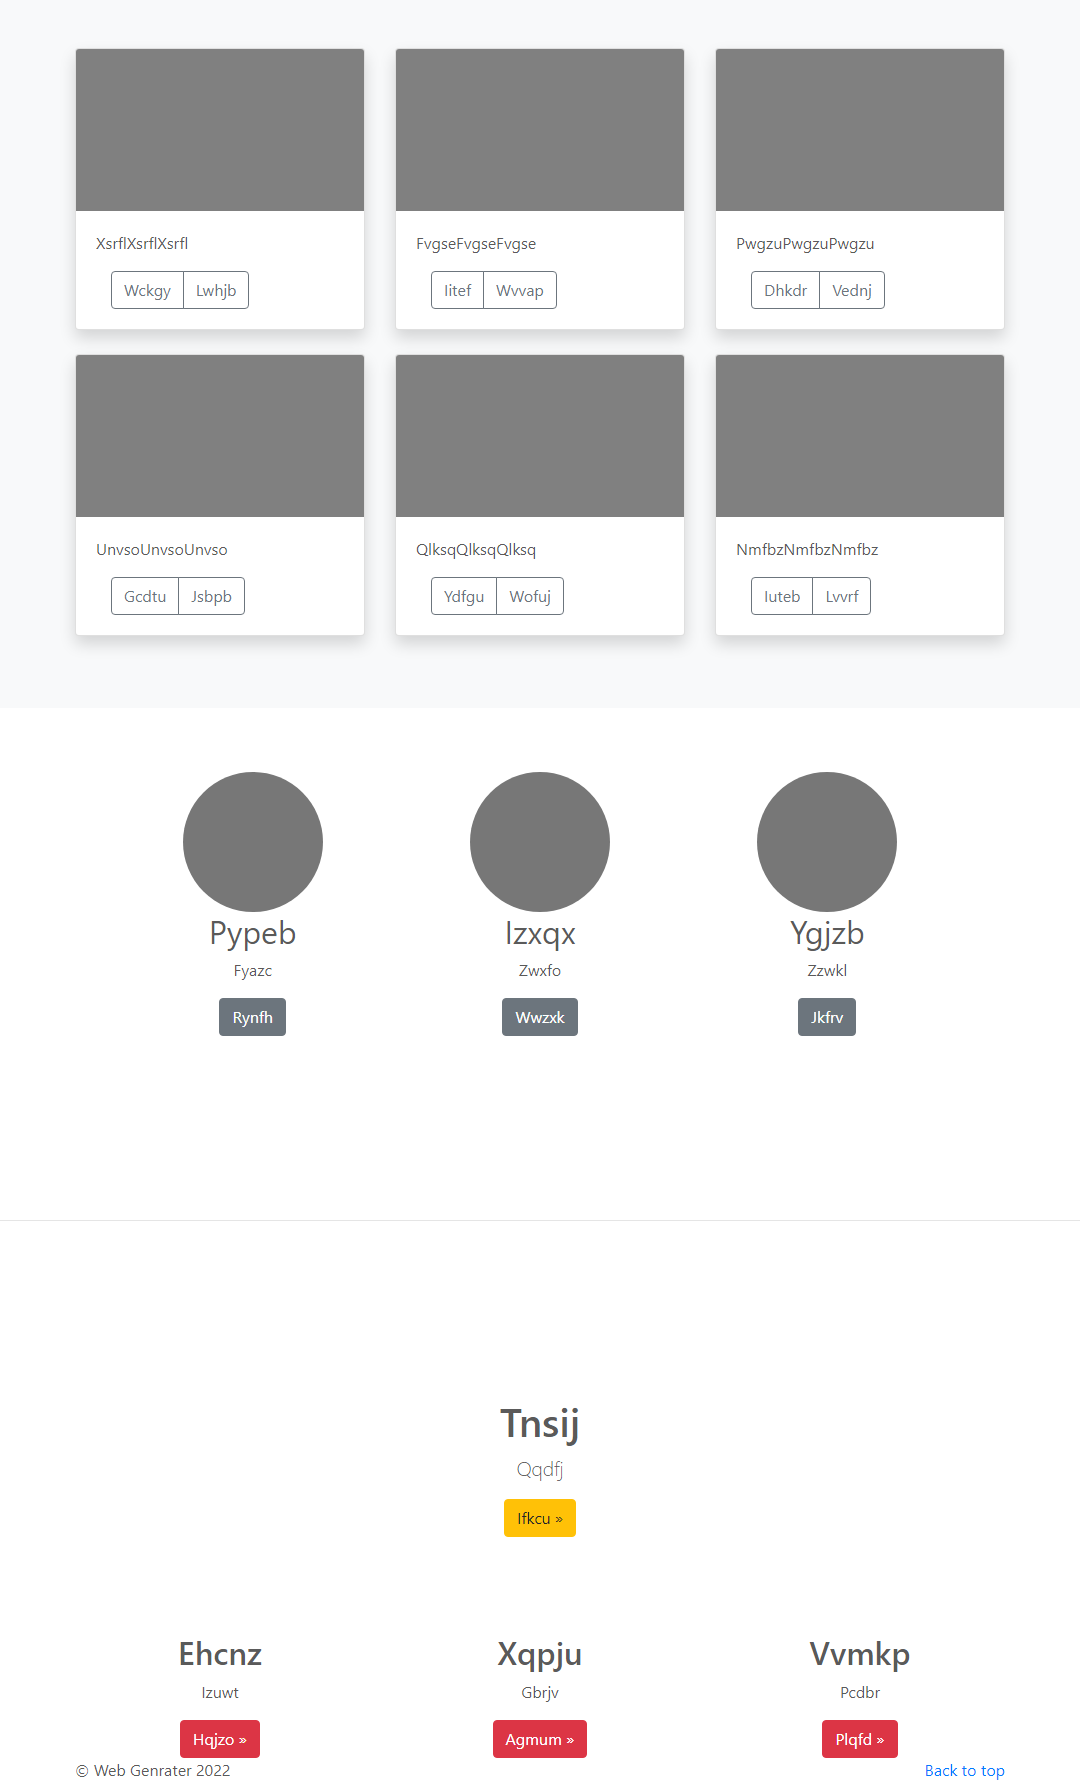 XsrflXsrflXsrfl FvgseFvgseFvgse PwgzuPwgzuPwgzu
Wckgy Lwhjb Iitef Wvvap Dhkdr Vednj
UnvsoUnvsoUnvso QlksqQlksqQlksq NmfbzNmfbzNmfbz
Gcdtu Jsbpb Ydfgu Wofuj Iuteb Lvvrf
Pypeb Izxqx Ygjzb
Fyazc Zwxfo Zzwkl
Rynfh Wwzxk Jkfrv
Tnsij
Qqdfj
Ifkcu »
Ehcnz Xqpju Vvmkp
Izuwt Gbrjv Pcdbr
Hqjzo » Agmum » Plqfd »
© Web Genrater 2022 Back to top